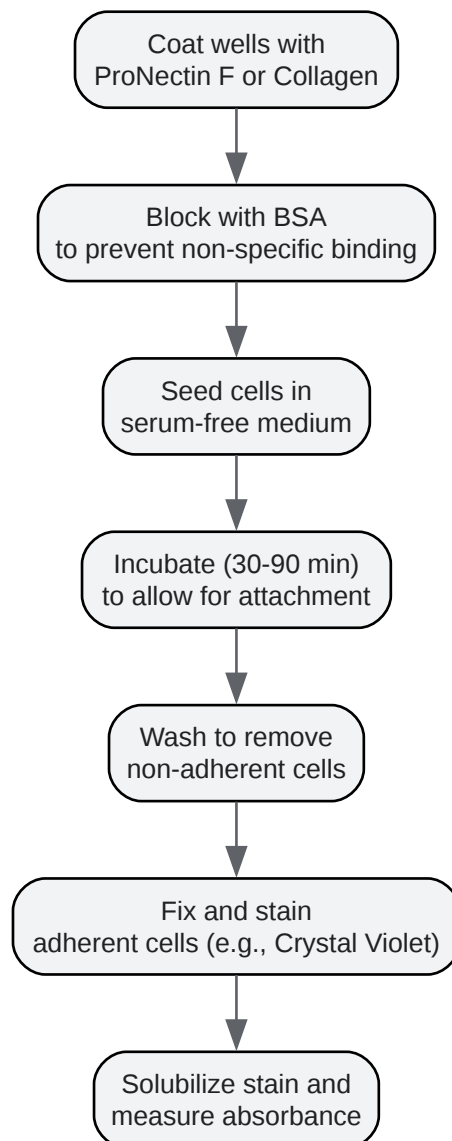 Coat wells with
ProNectin F or Collagen
Block with BSA
to prevent non-specific binding
Seed cells in
serum-free medium
Incubate (30-90 min)
to allow for attachment
Wash to remove
non-adherent cells
Fix and stain
adherent cells (e.g., Crystal Violet)
Solubilize stain and
measure absorbance